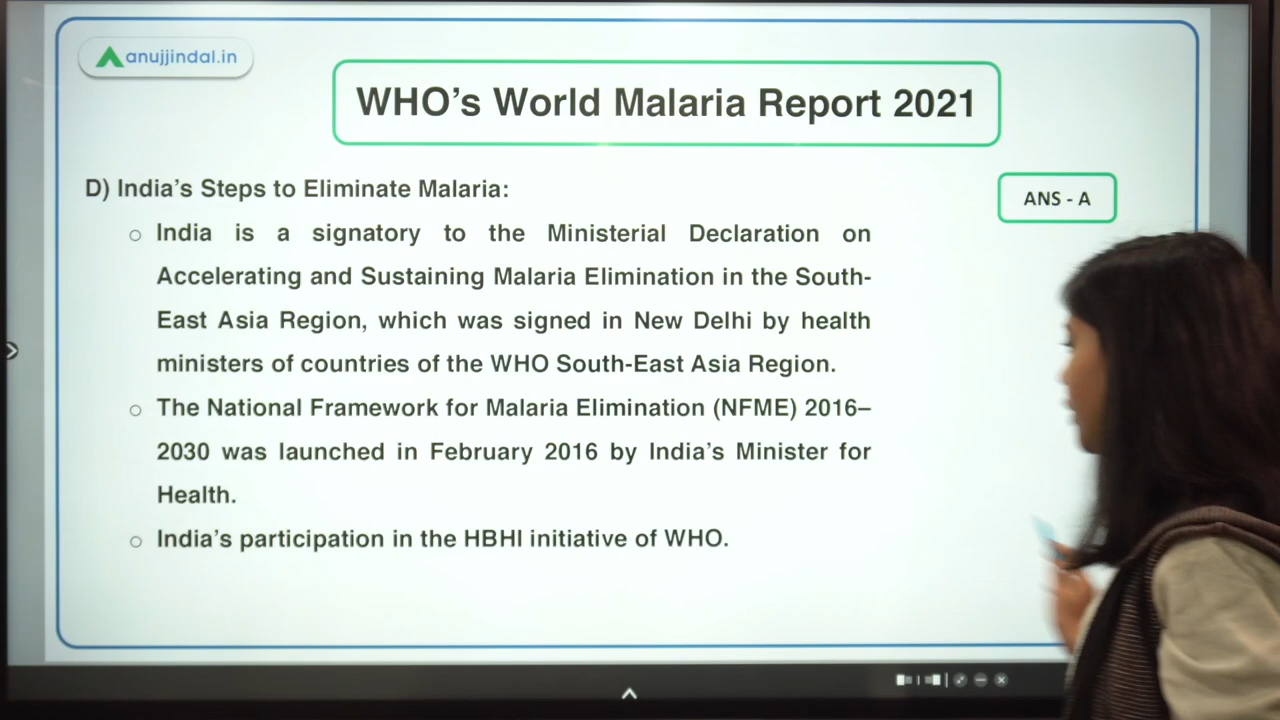 anujjindal.in
WHO's World Malaria Report 2021
D) India's Steps to Eliminate Malaria:
ANS - A
○ India is a signatory to the Ministerial Declaration on
Accelerating and Sustaining Malaria Elimination in the South-
East Asia Region, which was signed in New Delhi by health
ministers of countries of the WHO South-East Asia Region.
○ The National Framework for Malaria Elimination (NFME) 2016–
2030 was launched in February 2016 by India's Minister for
Health.
○ India's participation in the HBHI initiative of WHO.